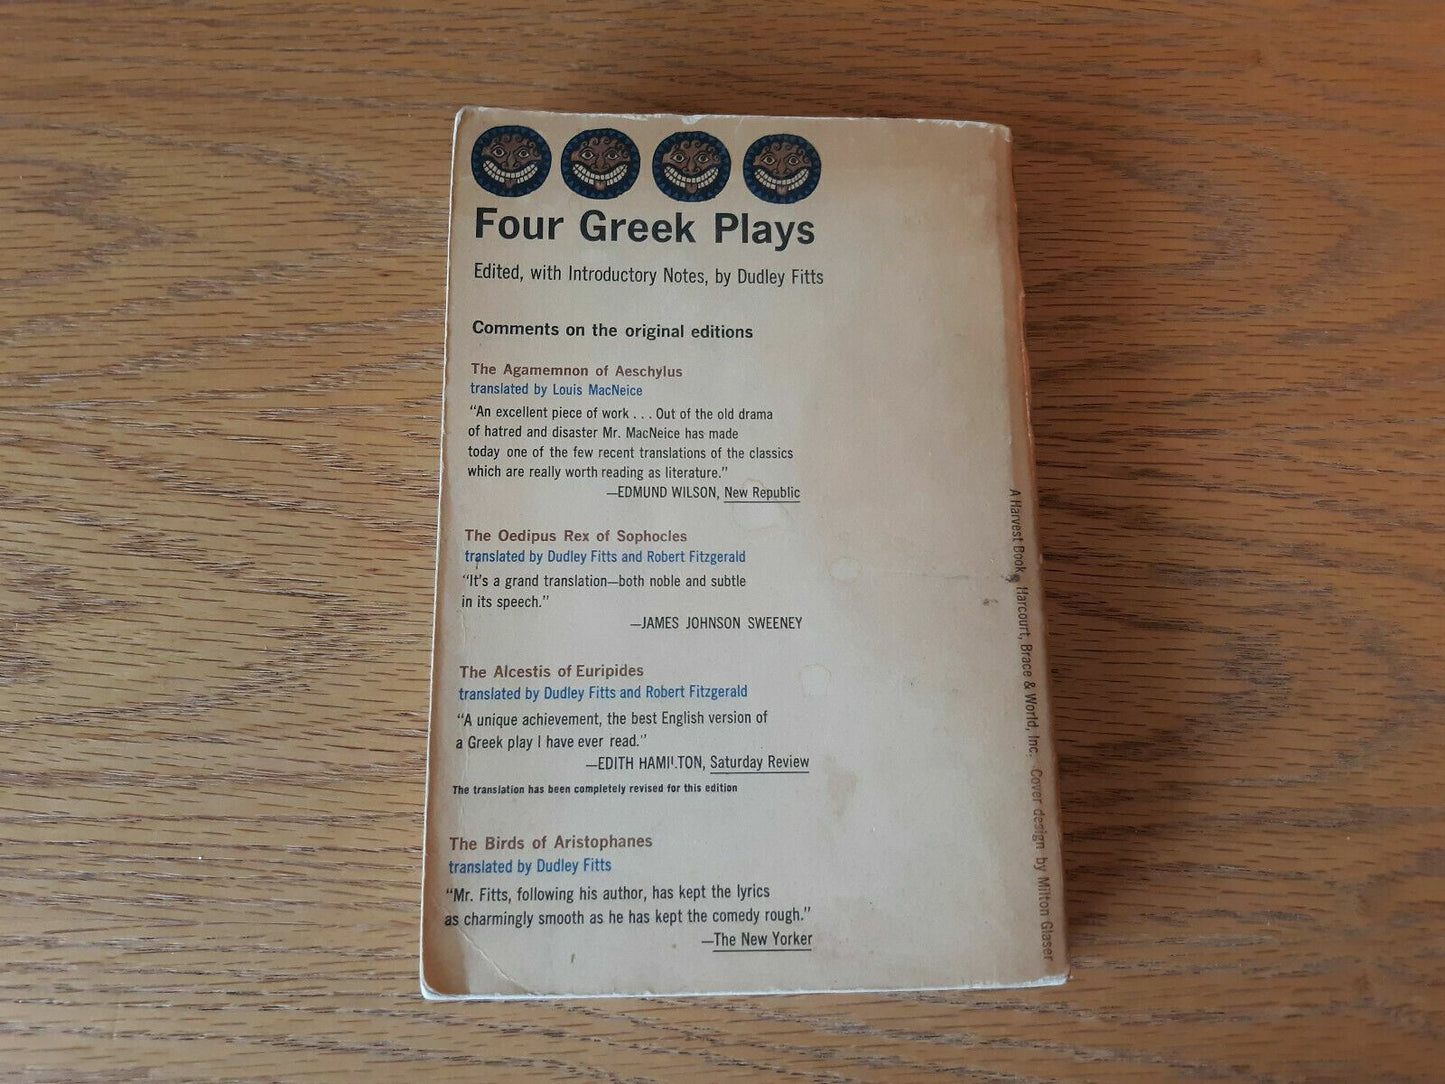 Four Greek Plays
Edited, with Introductory Notes, by Dudley Fitts
Comments on the original editions
The Agamemnon of Aeschylus
translated by Louis MacNeice
“An excellent piece of work . . . Out of the old drama
of hatred and disaster Mr. MacNeice has made
today one of the few recent translations of the classics
which are really worth reading as literature.”
—EDMUND WILSON, New Republic
The Oedipus Rex of Sophocles
translated by Dudley Fitts and Robert Fitzgerald
“It's a grand translation—both noble and subtle
in its speech.”
—JAMES JOHNSON SWEENEY
The Alcestis of Euripides
translated by Dudley Fitts and Robert Fitzgerald
“A unique achievement, the best English version of
a Greek play I have ever read.”
—EDITH HAMILTON, Saturday Review
The translation has been completely revised for this edition
The Birds of Aristophanes
translated by Dudley Fitts
“Mr. Fitts, following his author, has kept the lyrics
as charmingly smooth as he has kept the comedy rough.”
—The New Yorker
A Harvest Book, Harcourt, Brace & World, Inc. Cover design by Milton Glaser